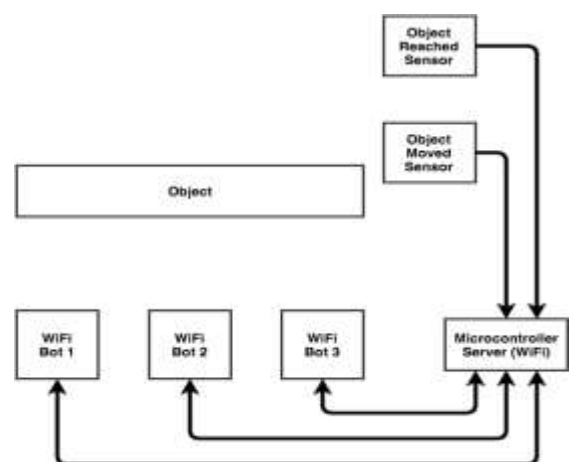 Object
Reached
Sensor
Object
Moved
Sensor
Object
WiFi
Bot 1
WiFi
Bot 2
WiFi
Bot 3
Microcontroller
Server (WiFi)